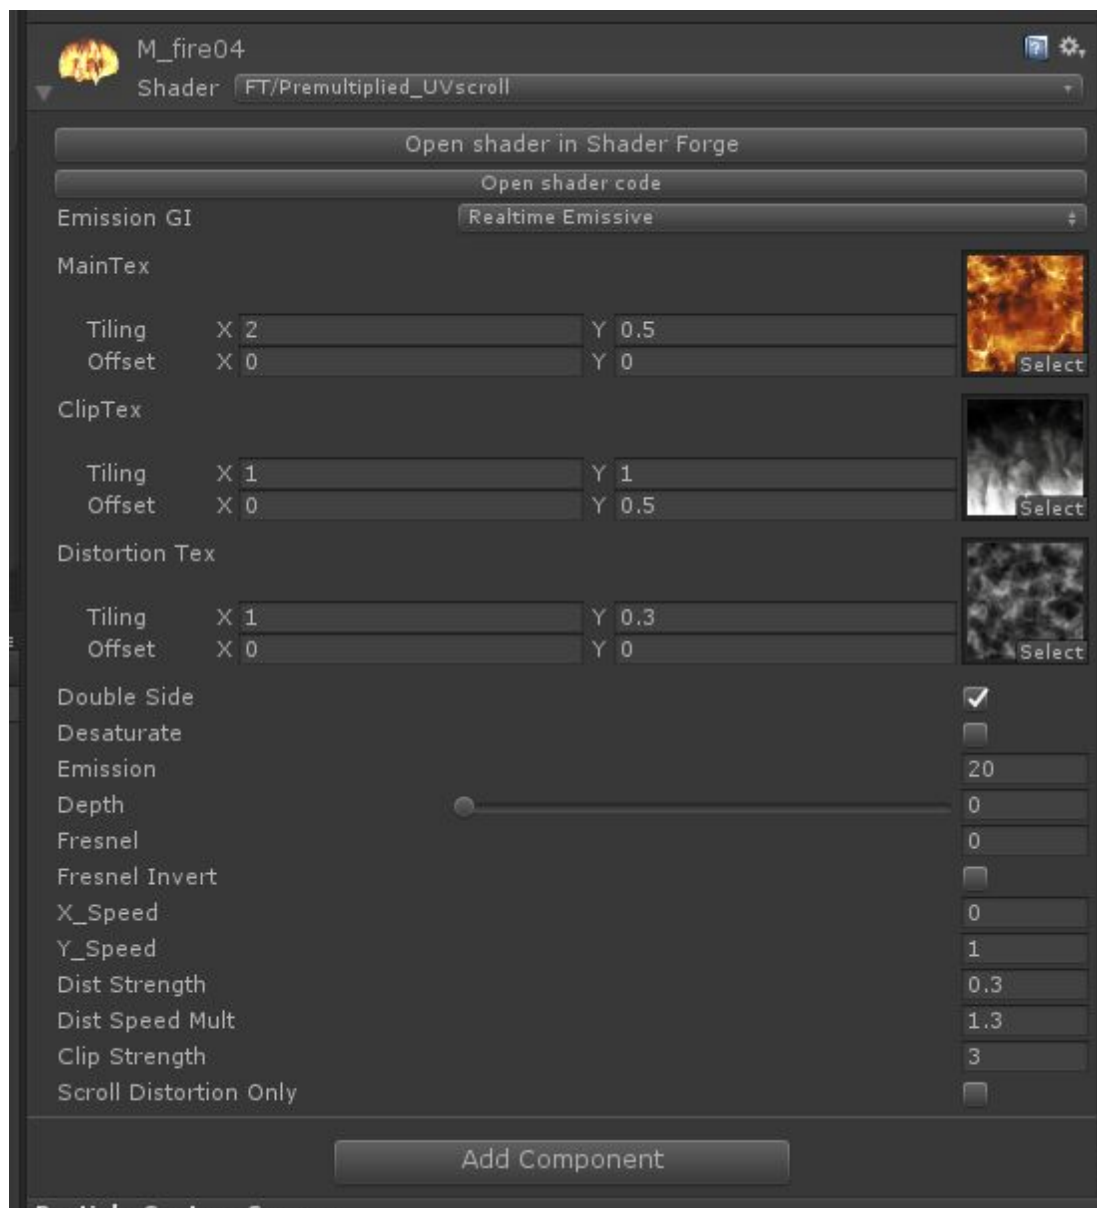 M_fire04
Shader FT/Premultiplied_UVscroll
Open shader in Shader Forge
Open shader code
Emission GI Realtime Emissive
MainTex
Tiling X 2 Y 0.5
Offset X 0 Y 0
Select
ClipTex
Tiling X 1 Y 1
Offset X 0 Y 0.5
Select
Distortion Tex
Tiling X 1 Y 0.3
Offset X 0 Y 0
Select
Double Side
Desaturate
Emission 20
Depth 0
Fresnel 0
Fresnel Invert
X_Speed 0
Y_Speed 1
Dist Strength 0.3
Dist Speed Mult 1.3
Clip Strength 3
Scroll Distortion Only
Add Component